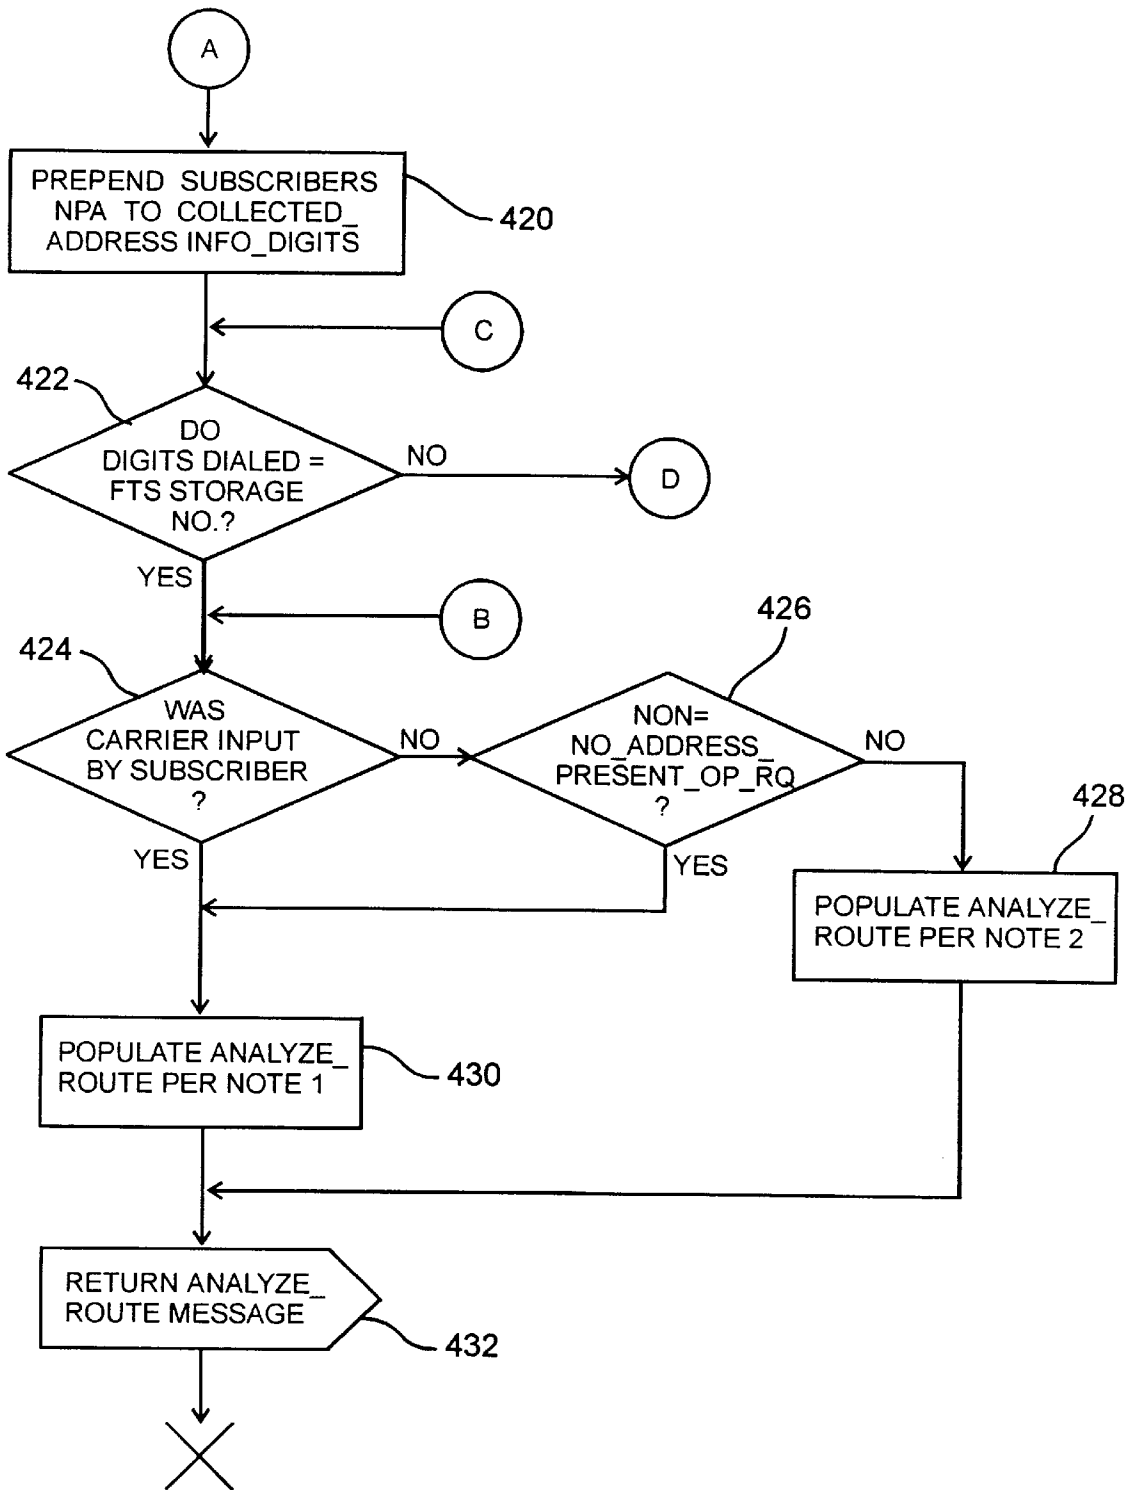 A
PREPEND SUBSCRIBERS
NPA TO COLLECTED_
ADDRESS INFO_DIGITS
420
C
422
DO
DIGITS DIALED =
FTS STORAGE
NO.?
NO
D
YES
B
426
424
WAS
CARRIER INPUT
BY SUBSCRIBER
?
NO
NON=
NO_ADDRESS_
PRESENT_OP_RQ
?
NO
428
YES
YES
POPULATE ANALYZE_
ROUTE PER NOTE 2
POPULATE ANALYZE_
ROUTE PER NOTE 1
430
RETURN ANALYZE_
ROUTE MESSAGE
432